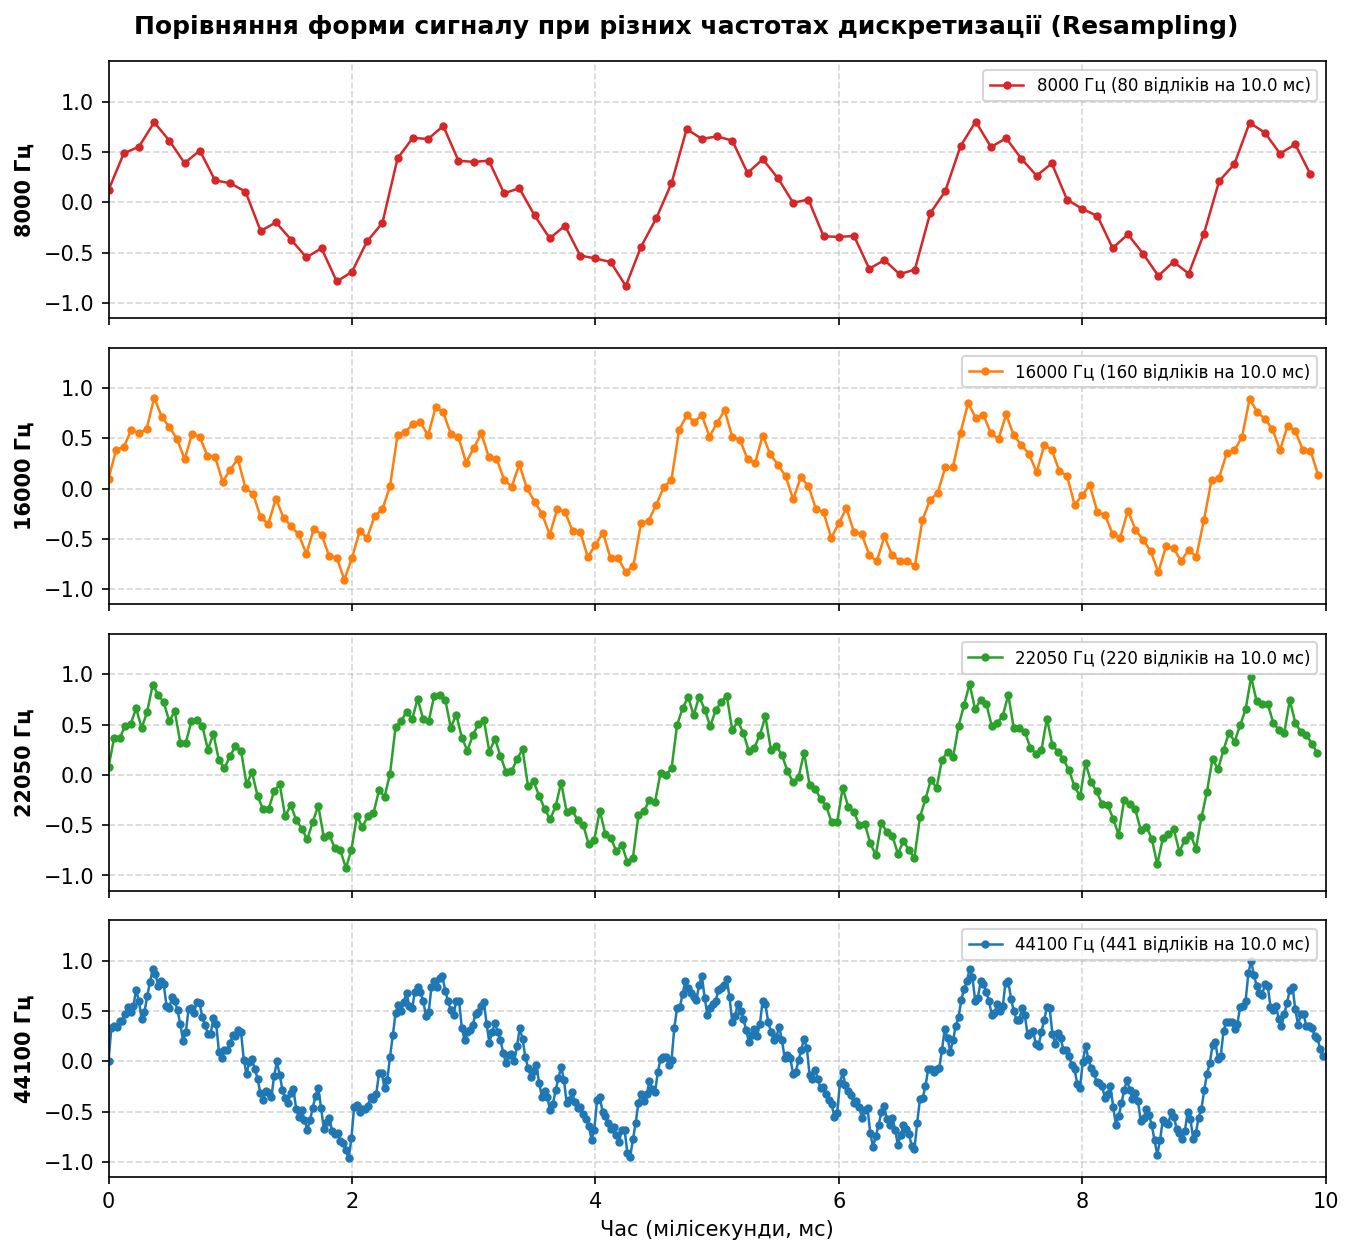 Порівняння форми сигналу при різних частотах дискретизації (Resampling)
8000 Гц
1.0
0.5
0.0
−0.5
−1.0
8000 Гц (80 відліків на 10.0 мс)
16000 Гц
1.0
0.5
0.0
−0.5
−1.0
16000 Гц (160 відліків на 10.0 мс)
22050 Гц
1.0
0.5
0.0
−0.5
−1.0
22050 Гц (220 відліків на 10.0 мс)
44100 Гц
1.0
0.5
0.0
−0.5
−1.0
44100 Гц (441 відліків на 10.0 мс)
0 2 4 6 8 10
Час (мілісекунди, мс)